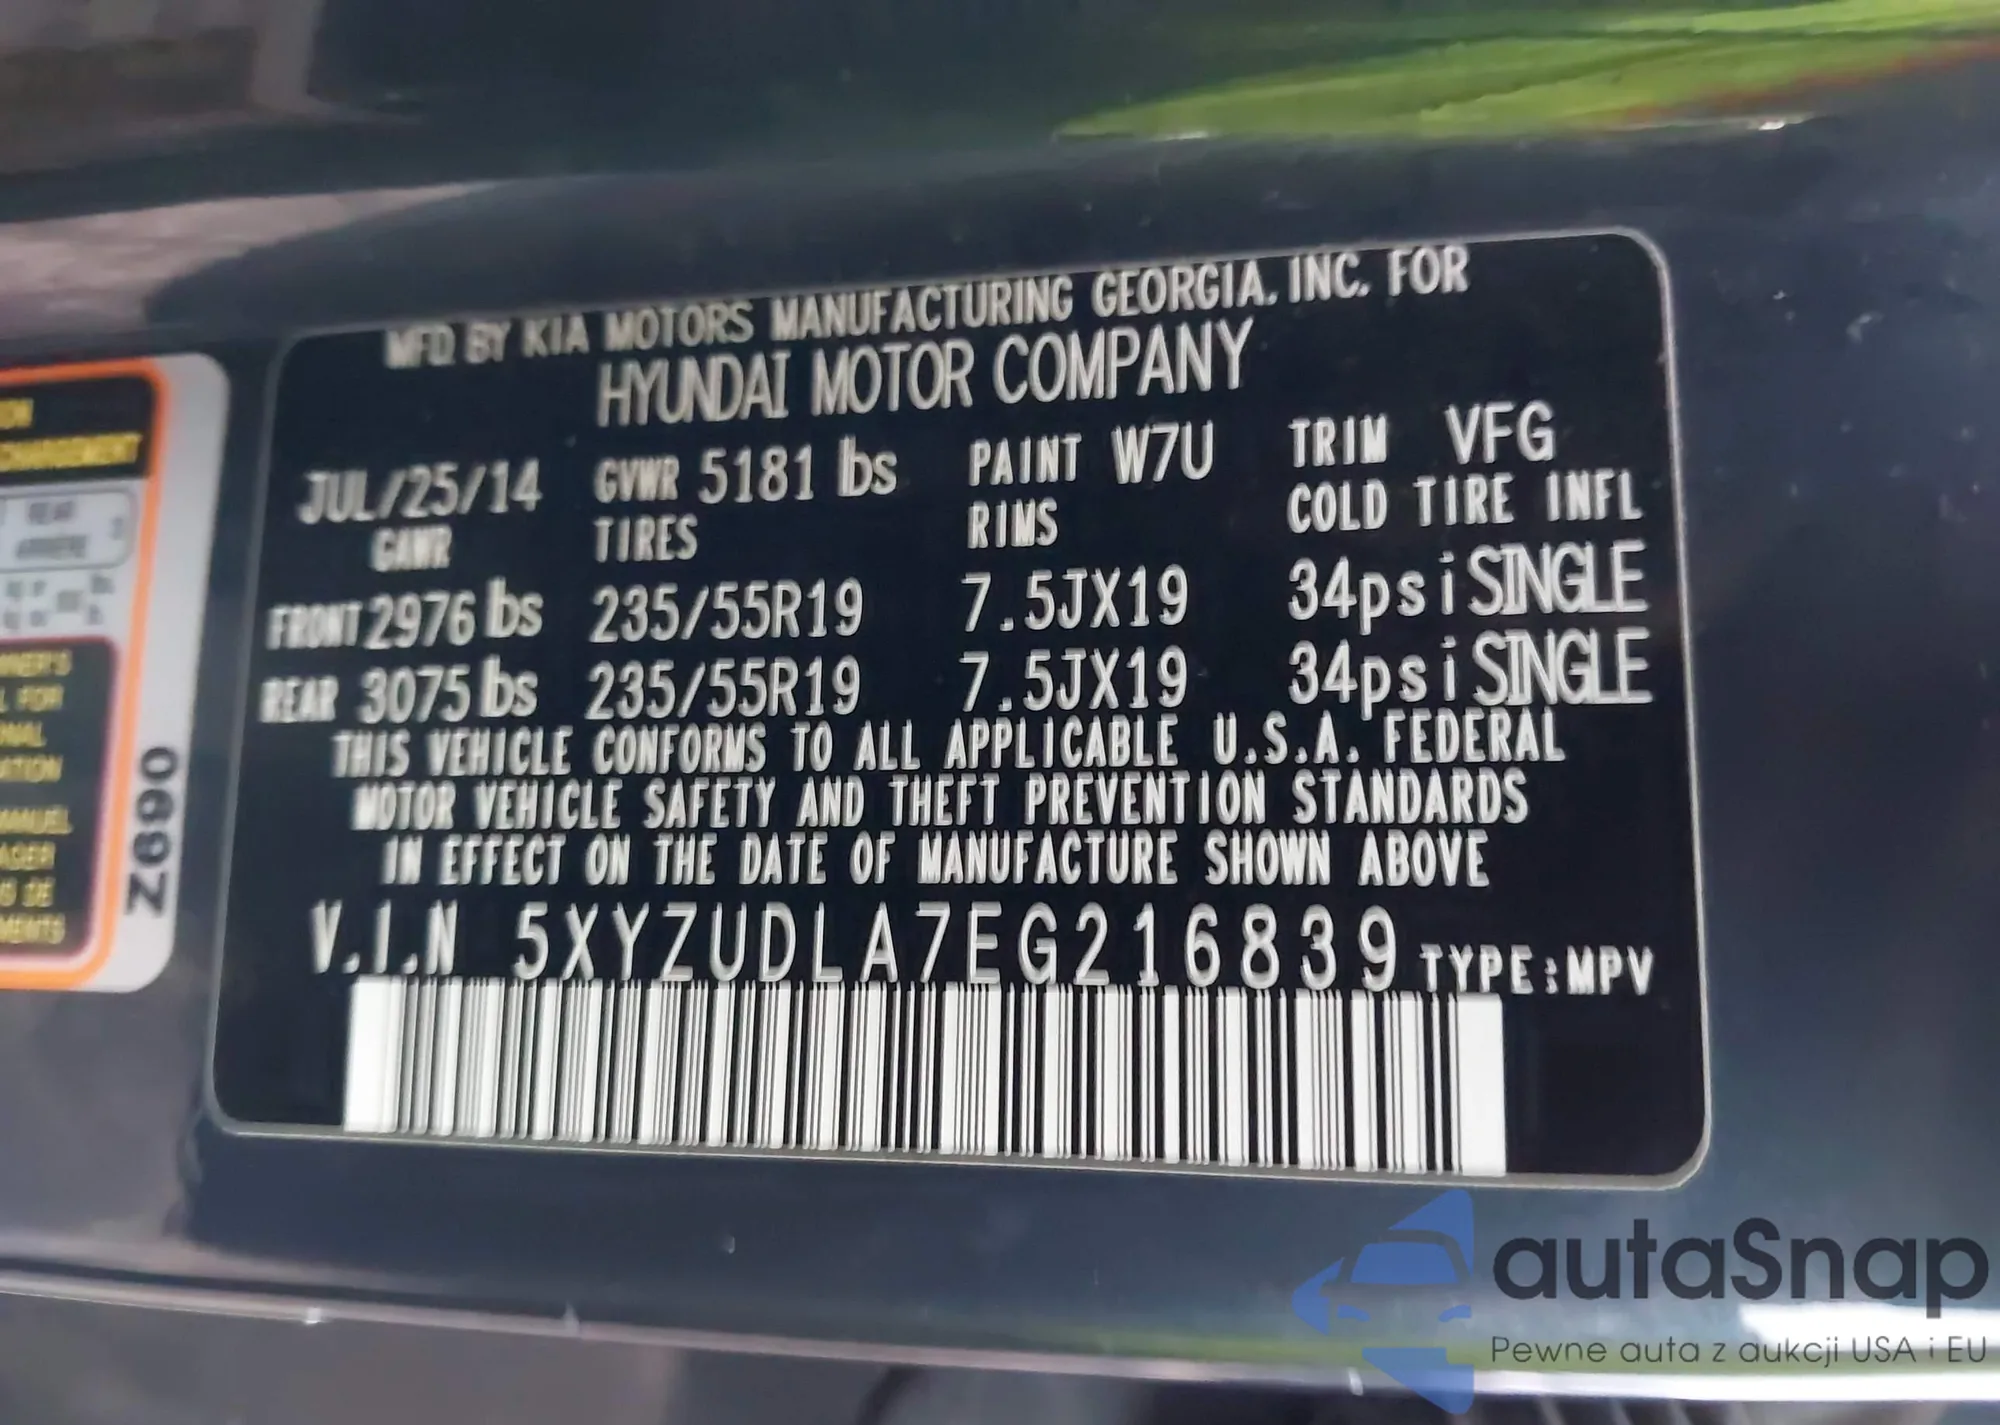 MFD BY KIA MOTORS MANUFACTURING GEORGIA, INC. FOR
HYUNDAI MOTOR COMPANY
JUL/25/14 GVWR 5181 lbs PAINT W7U TRIM VFG
GAWR TIRES RIMS COLD TIRE INFL
FRONT 2976 lbs 235/55R19 7.5JX19 34psi SINGLE
REAR 3075 lbs 235/55R19 7.5JX19 34psi SINGLE
THIS VEHICLE CONFORMS TO ALL APPLICABLE U.S.A. FEDERAL
MOTOR VEHICLE SAFETY AND THEFT PREVENTION STANDARDS
IN EFFECT ON THE DATE OF MANUFACTURE SHOWN ABOVE
V.I.N 5XYZUDLA7EG216839 TYPE:MPV
REAR
L FOR
MANUEL
Z690
autaSnap
Pewne auta z aukcji USA i EU